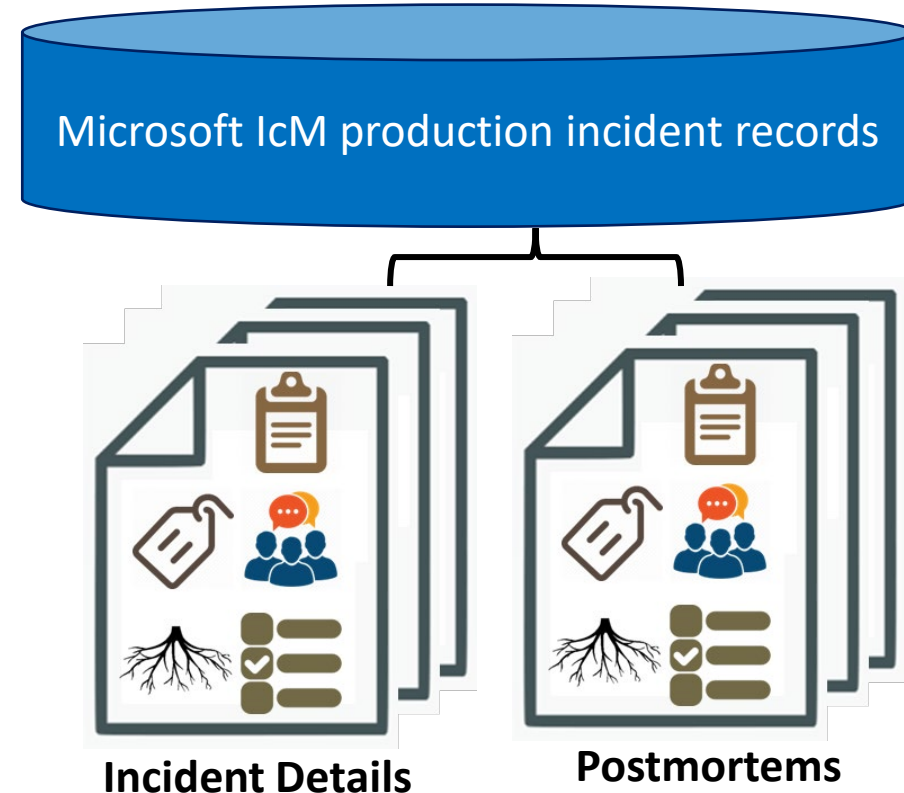 Microsoft IcM production incident records
Incident Details
Postmortems